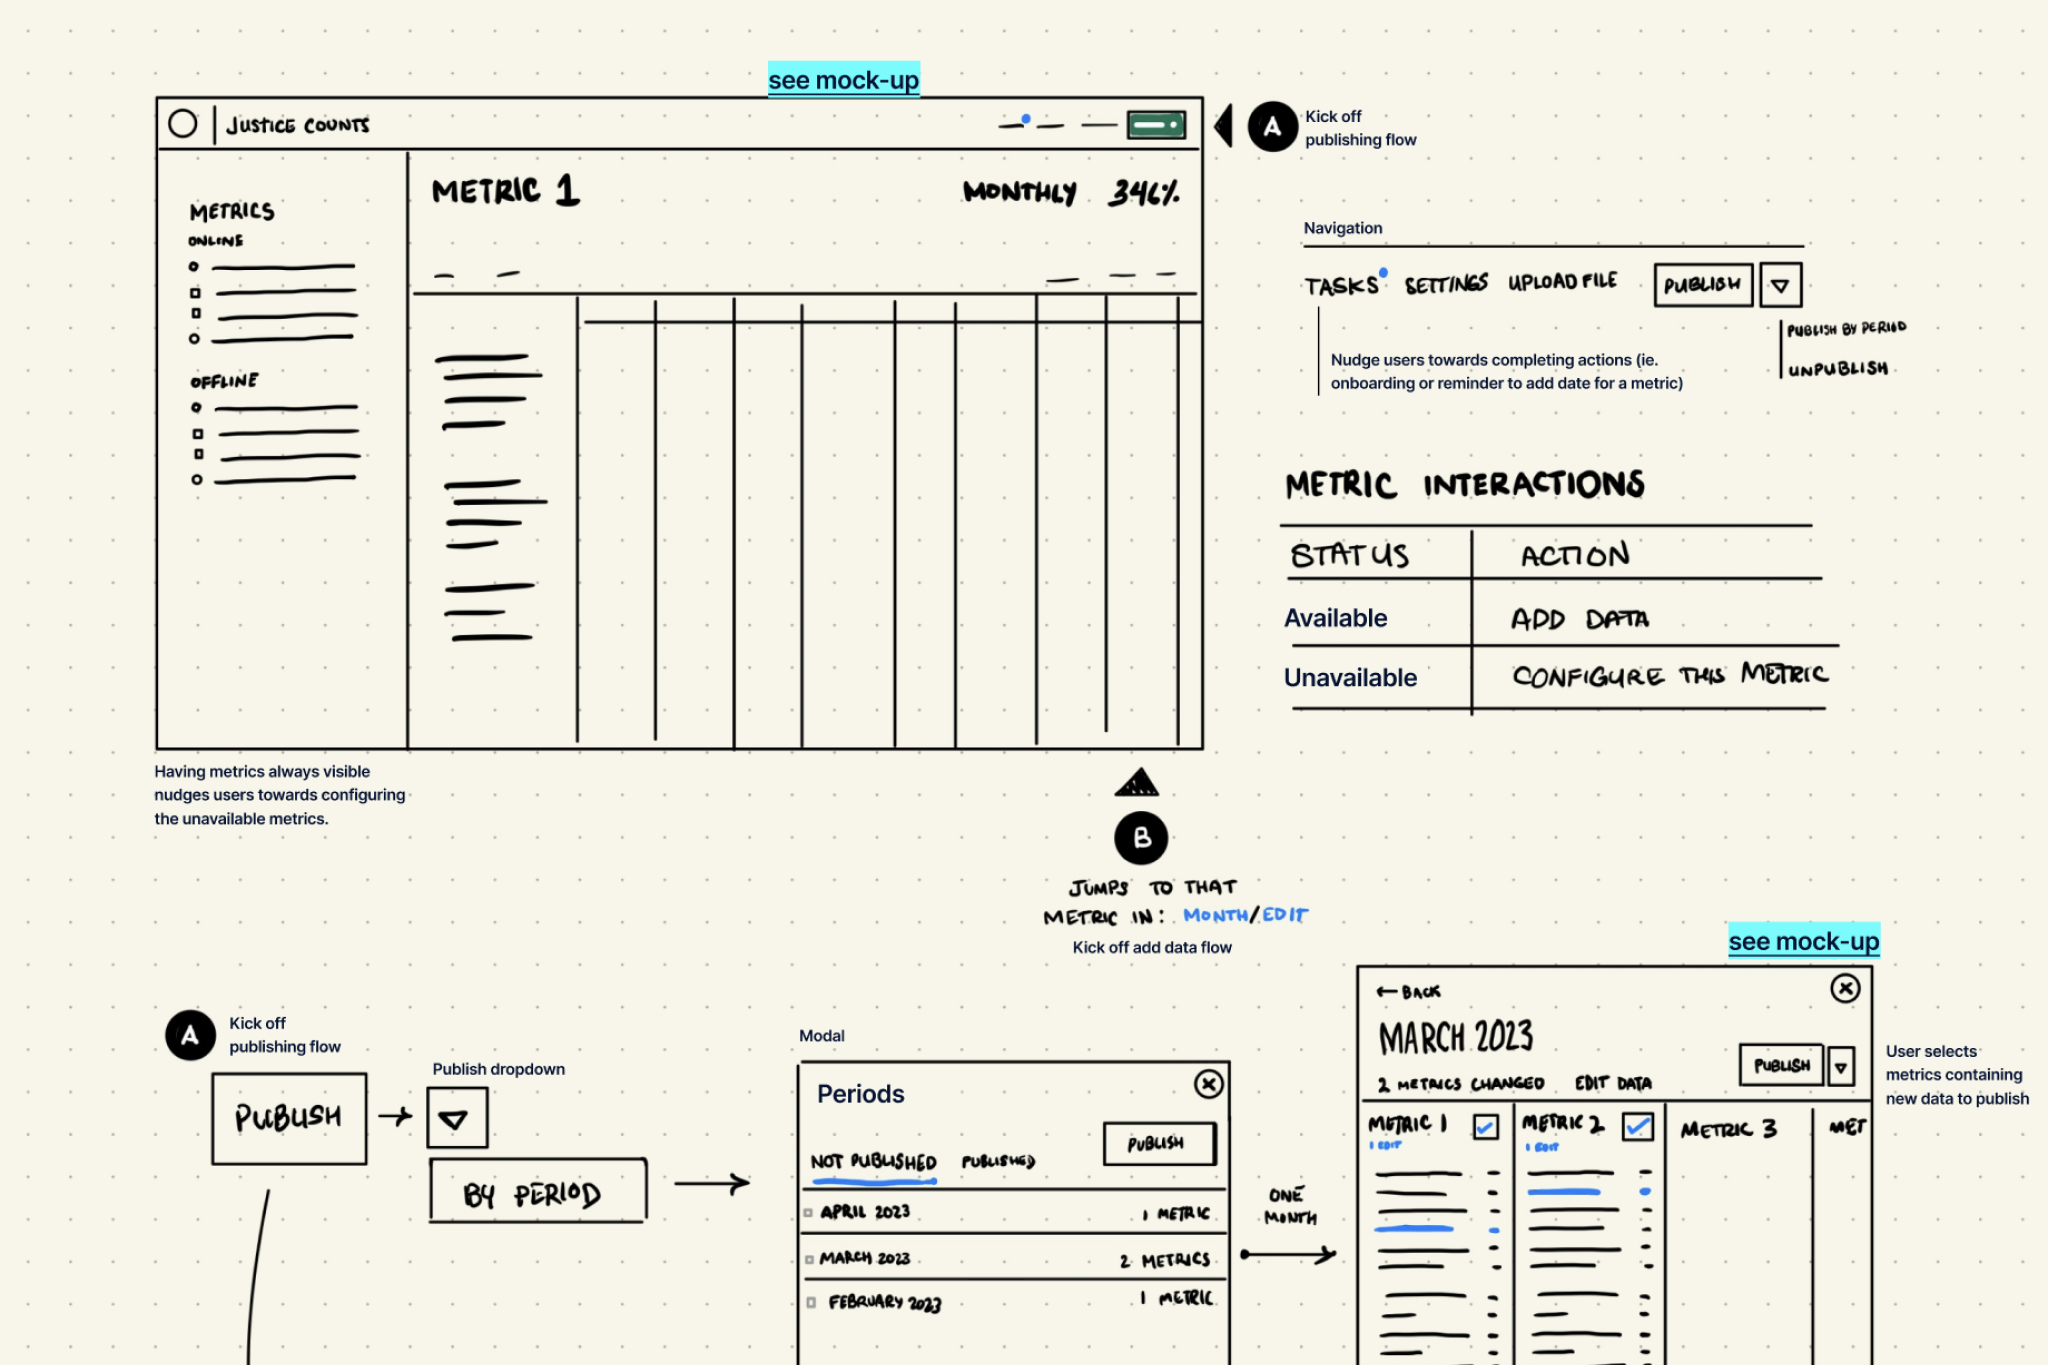 see mock-up
JUSTICE COUNTS
A
Kick off
publishing flow
METRICS
ONLINE
OFFLINE
METRIC 1
MONTHLY 346%
Having metrics always visible
nudges users towards configuring
the unavailable metrics.
Navigation
TASKS SETTINGS UPLOAD FILE PUBLISH
PUBLISH BY PERIOD
UNPUBLISH
Nudge users towards completing actions (ie.
onboarding or reminder to add date for a metric)
METRIC INTERACTIONS
STATUS ACTION
Available ADD DATA
Unavailable CONFIGURE THIS METRIC
B
JUMPS TO THAT
METRIC IN: MONTH/EDIT
Kick off add data flow
A
Kick off
publishing flow
PUBLISH
Publish dropdown
BY PERIOD
Modal
Periods
PUBLISH
NOT PUBLISHED PUBLISHED
APRIL 2023 1 METRIC
MARCH 2023 2 METRICS
FEBRUARY 2023 1 METRIC
ONE
MONTH
see mock-up
← BACK
MARCH 2023
PUBLISH
2 METRICS CHANGED EDIT DATA
METRIC 1 METRIC 2 METRIC 3 MET
1 EDIT 1 EDIT
User selects
metrics containing
new data to publish